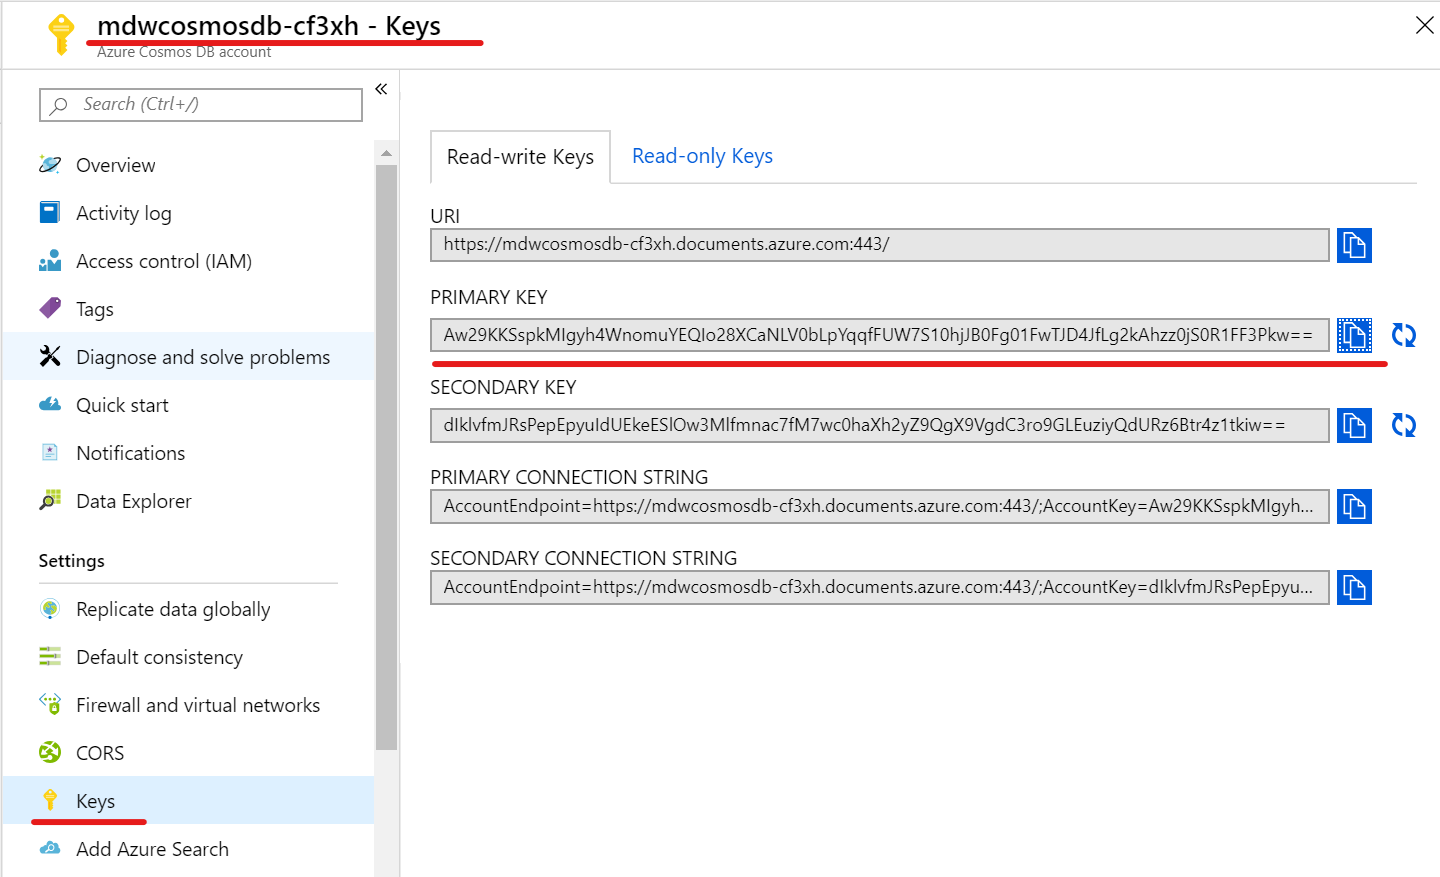 mdwcosmosdb-cf3xh - Keys
Azure Cosmos DB account
«
Search (Ctrl+/)
Overview
Activity log
Access control (IAM)
Tags
Diagnose and solve problems
Quick start
Notifications
Data Explorer
Settings
Replicate data globally
Default consistency
Firewall and virtual networks
CORS
Keys
Add Azure Search
Read-write Keys
Read-only Keys
URI
https://mdwcosmosdb-cf3xh.documents.azure.com:443/
PRIMARY KEY
Aw29KKSspkMIgyh4WnomuYEQIo28XCaNLV0bLpYqqfFUW7S10hjJB0Fg01FwTJD4JfLg2kAhzz0jS0R1FF3Pkw==
SECONDARY KEY
dIklvfmJRsPepEpyuIdUEkeESlOw3MIfmnac7fM7wc0haXh2yZ9QgX9VgdC3ro9GLEuziyQdURz6Btr4z1tkiw==
PRIMARY CONNECTION STRING
AccountEndpoint=https://mdwcosmosdb-cf3xh.documents.azure.com:443/;AccountKey=Aw29KKSspkMIgyh...
SECONDARY CONNECTION STRING
AccountEndpoint=https://mdwcosmosdb-cf3xh.documents.azure.com:443/;AccountKey=dIklvfmJRsPepEpyu...